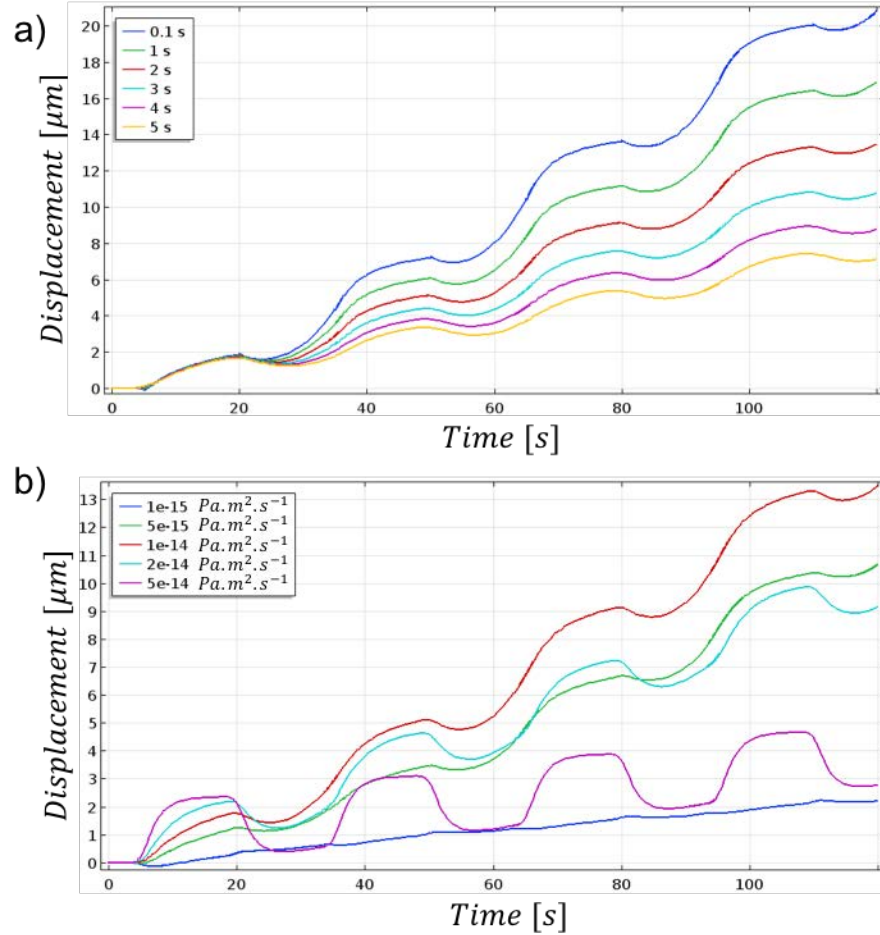 a)
Displacement [μm]
20
18
16
14
12
10
8
6
4
2
0
0.1 s
1 s
2 s
3 s
4 s
5 s
0 20 40 60 80 100
Time [s]
b)
Displacement [μm]
13
12
11
10
9
8
7
6
5
4
3
2
1
0
1e-15 Pa.m².s⁻¹
5e-15 Pa.m².s⁻¹
1e-14 Pa.m².s⁻¹
2e-14 Pa.m².s⁻¹
5e-14 Pa.m².s⁻¹
0 20 40 60 80 100
Time [s]